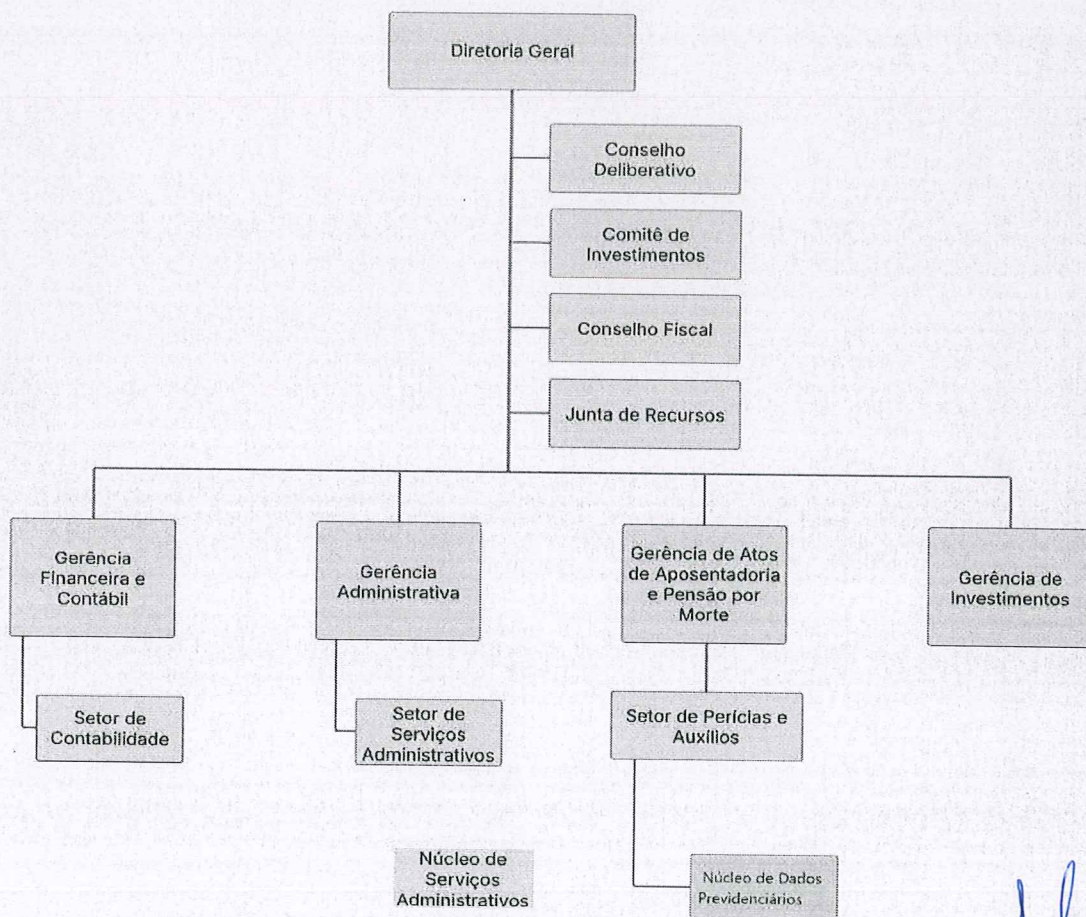 Diretoria Geral
Conselho
Deliberativo
Comitê de
Investimentos
Conselho Fiscal
Junta de Recursos
Gerência
Financeira e
Contábil
Gerência
Administrativa
Gerência de Atos
de Aposentadoria
e Pensão por
Morte
Gerência de
Investimentos
Setor de
Contabilidade
Setor de
Serviços
Administrativos
Setor de Perícias e
Auxílios
Núcleo de
Serviços
Administrativos
Núcleo de Dados
Previdenciários